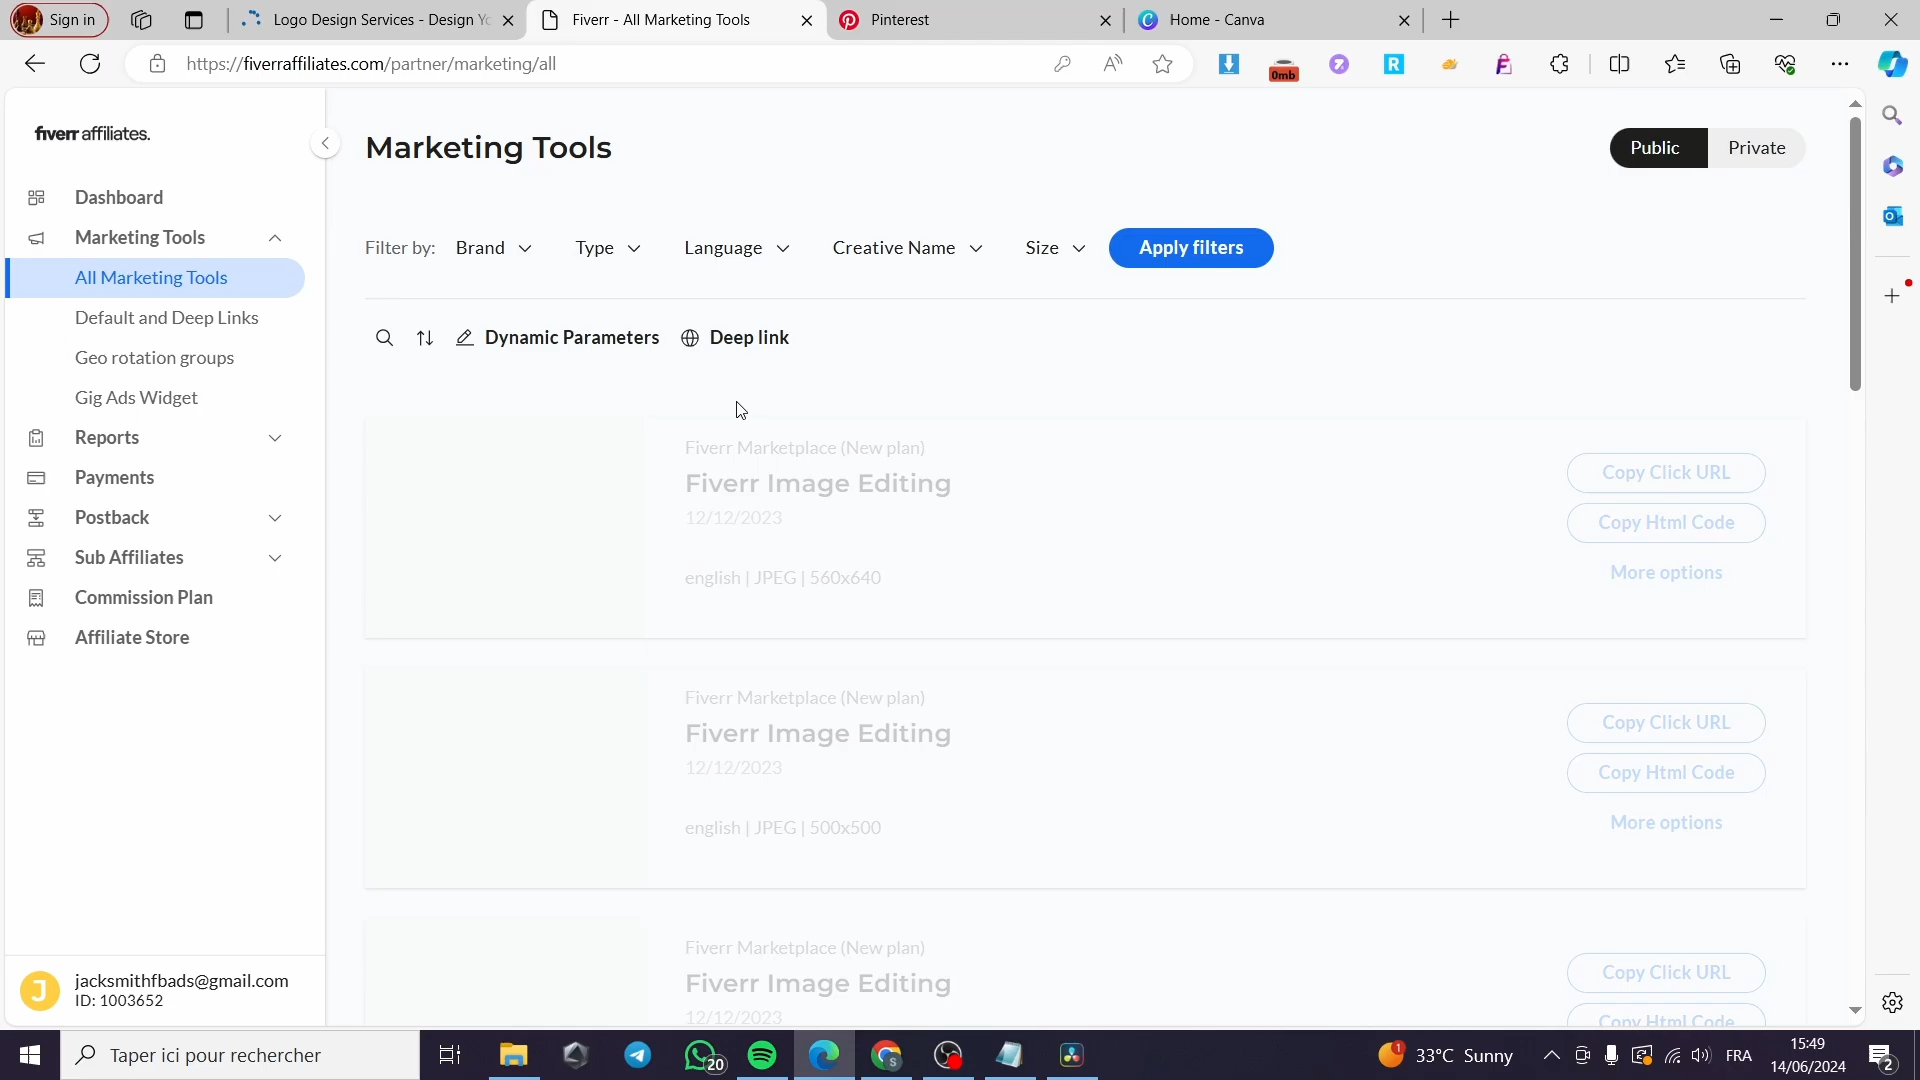 Sign in
Logo Design Services - Design Yo
Fiverr - All Marketing Tools
Pinterest
Home - Canva
https://fiverraffiliates.com/partner/marketing/all
0mb
fiverr affiliates.
Marketing Tools
Public
Private
Dashboard
Marketing Tools
All Marketing Tools
Default and Deep Links
Geo rotation groups
Gig Ads Widget
Reports
Payments
Postback
Sub Affiliates
Commission Plan
Affiliate Store
Filter by:
Brand
Type
Language
Creative Name
Size
Apply filters
Dynamic Parameters
Deep link
Fiverr Marketplace (New plan)
Fiverr Image Editing
12/12/2023
english | JPEG | 560x640
Copy Click URL
Copy Html Code
More options
Fiverr Marketplace (New plan)
Fiverr Image Editing
12/12/2023
english | JPEG | 500x500
Copy Click URL
Copy Html Code
More options
Fiverr Marketplace (New plan)
Fiverr Image Editing
12/12/2023
Copy Click URL
Copy Html Code
J
jacksmithfbads@gmail.com
ID: 1003652
Taper ici pour rechercher
20
1
33°C Sunny
FRA
15:49
14/06/2024
2